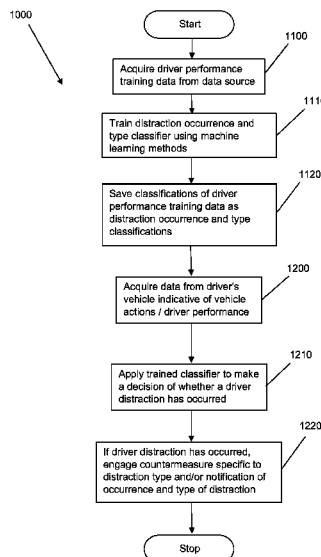 1000
Start
1100
Acquire driver performance
training data from data source
1110
Train distraction occurrence and
type classifier using machine
learning methods
1120
Save classifications of driver
performance training data as
distraction occurrence and type
classifications
1200
Acquire data from driver's
vehicle indicative of vehicle
actions / driver performance
1210
Apply trained classifier to make
a decision of whether a driver
distraction has occurred
1220
If driver distraction has occurred,
engage countermeasure specific to
distraction type and/or notification of
occurrence and type of distraction
Stop